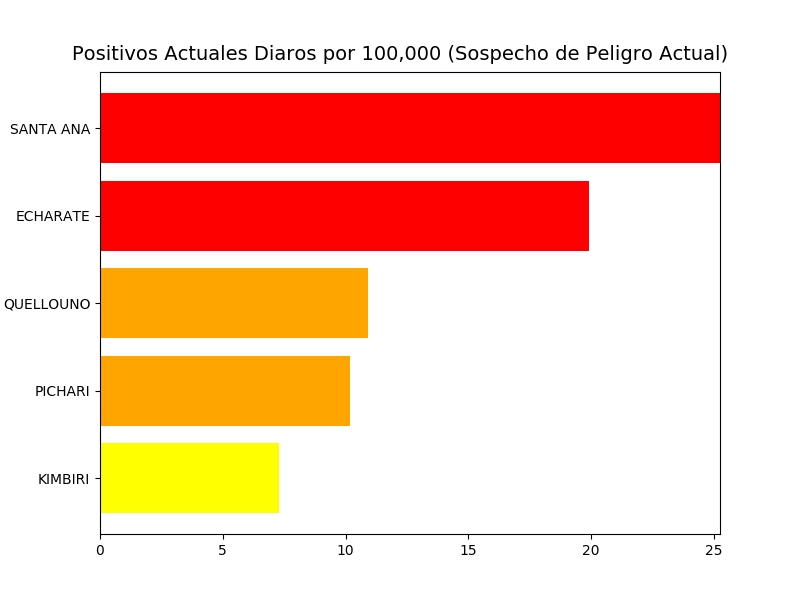 Positivos Actuales Diaros por 100,000 (Sospecho de Peligro Actual)
SANTA ANA
ECHARATE
QUELLOUNO
PICHARI
KIMBIRI
0 5 10 15 20 25